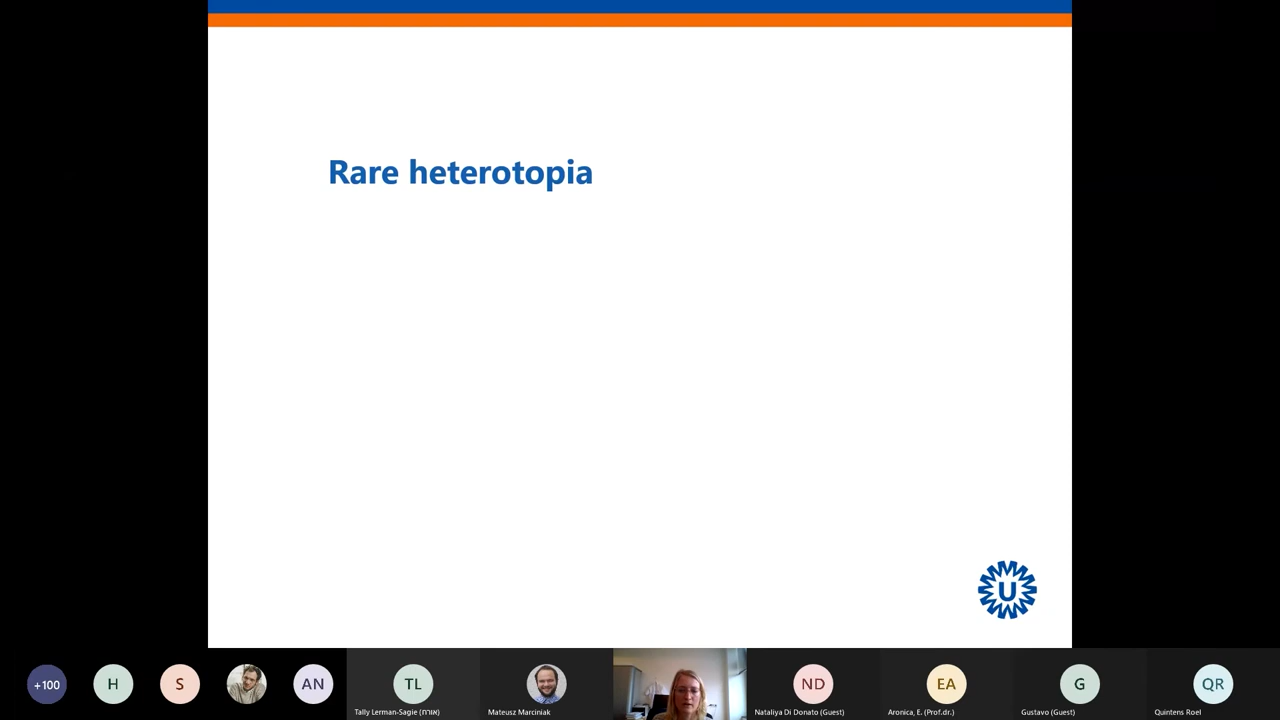 Rare heterotopia
U
+100
H
S
AN
TL
Tally Lerman-Sagie (אורח)
Mateusz Marciniak
ND
Nataliya Di Donato (Guest)
EA
Aronica, E. (Prof.dr.)
G
Gustavo (Guest)
QR
Quintens Roel